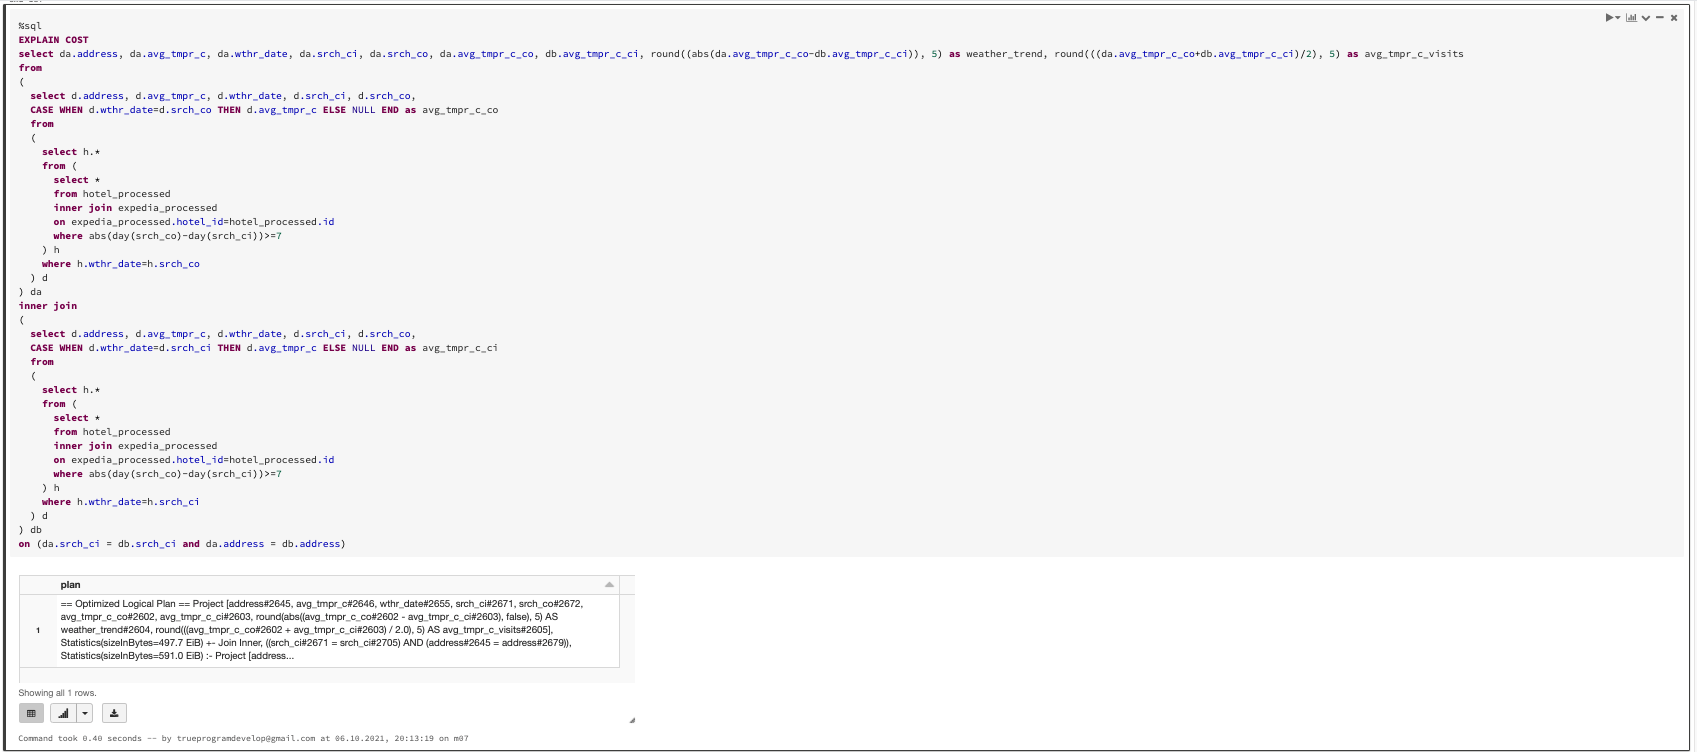 %sql
EXPLAIN COST
select da.address, da.avg_tmpr_c, da.wthr_date, da.srch_ci, da.srch_co, da.avg_tmpr_c_co, db.avg_tmpr_c_ci, round((abs(da.avg_tmpr_c_co-db.avg_tmpr_c_ci)), 5) as weather_trend, round(((da.avg_tmpr_c_co+db.avg_tmpr_c_ci)/2), 5) as avg_tmpr_c_visits
from
(
select d.address, d.avg_tmpr_c, d.wthr_date, d.srch_ci, d.srch_co,
CASE WHEN d.wthr_date=d.srch_co THEN d.avg_tmpr_c ELSE NULL END as avg_tmpr_c_co
from
(
select h.*
from (
select *
from hotel_processed
inner join expedia_processed
on expedia_processed.hotel_id=hotel_processed.id
where abs(day(srch_co)-day(srch_ci))>=7
) h
where h.wthr_date=h.srch_co
) d
) da
inner join
(
select d.address, d.avg_tmpr_c, d.wthr_date, d.srch_ci, d.srch_co,
CASE WHEN d.wthr_date=d.srch_ci THEN d.avg_tmpr_c ELSE NULL END as avg_tmpr_c_ci
from
(
select h.*
from (
select *
from hotel_processed
inner join expedia_processed
on expedia_processed.hotel_id=hotel_processed.id
where abs(day(srch_co)-day(srch_ci))>=7
) h
where h.wthr_date=h.srch_ci
) d
) db
on (da.srch_ci = db.srch_ci and da.address = db.address)
plan
== Optimized Logical Plan == Project [address#2645, avg_tmpr_c#2646, wthr_date#2655, srch_ci#2671, srch_co#2672,
avg_tmpr_c_co#2602, avg_tmpr_c_ci#2603, round(abs((avg_tmpr_c_co#2602 - avg_tmpr_c_ci#2603), false), 5) AS
1 weather_trend#2604, round(((avg_tmpr_c_co#2602 + avg_tmpr_c_ci#2603) / 2.0), 5) AS avg_tmpr_c_visits#2605],
Statistics(sizeInBytes=497.7 EiB) +- Join Inner, ((srch_ci#2671 = srch_ci#2705) AND (address#2645 = address#2679)),
Statistics(sizeInBytes=591.0 EiB) :- Project [address...
Showing all 1 rows.
Command took 0.40 seconds -- by trueprogramdevelop@gmail.com at 06.10.2021, 20:13:19 on m07